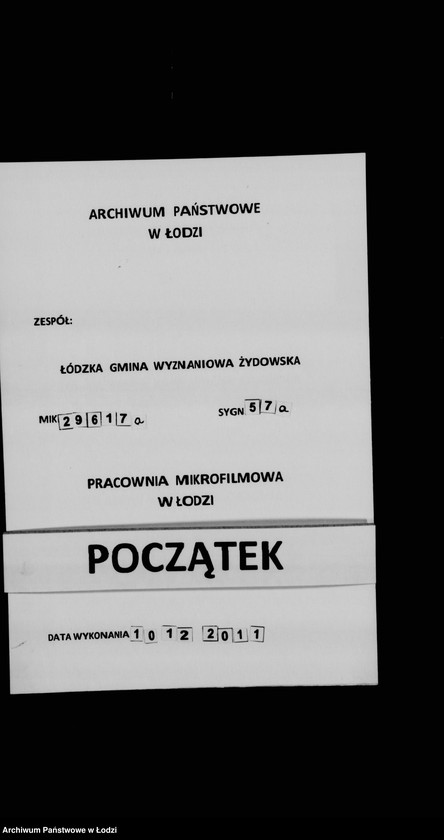 ARCHIWUM PAŃSTWOWE
W ŁODZI
ZESPÓŁ:
ŁÓDZKA GMINA WYZNANIOWA ŻYDOWSKA
MIK 29617a SYGN 57a
PRACOWNIA MIKROFILMOWA
W ŁODZI
POCZĄTEK
DATA WYKONANIA 10 12 2011
Archiwum Państwowe w Łodzi